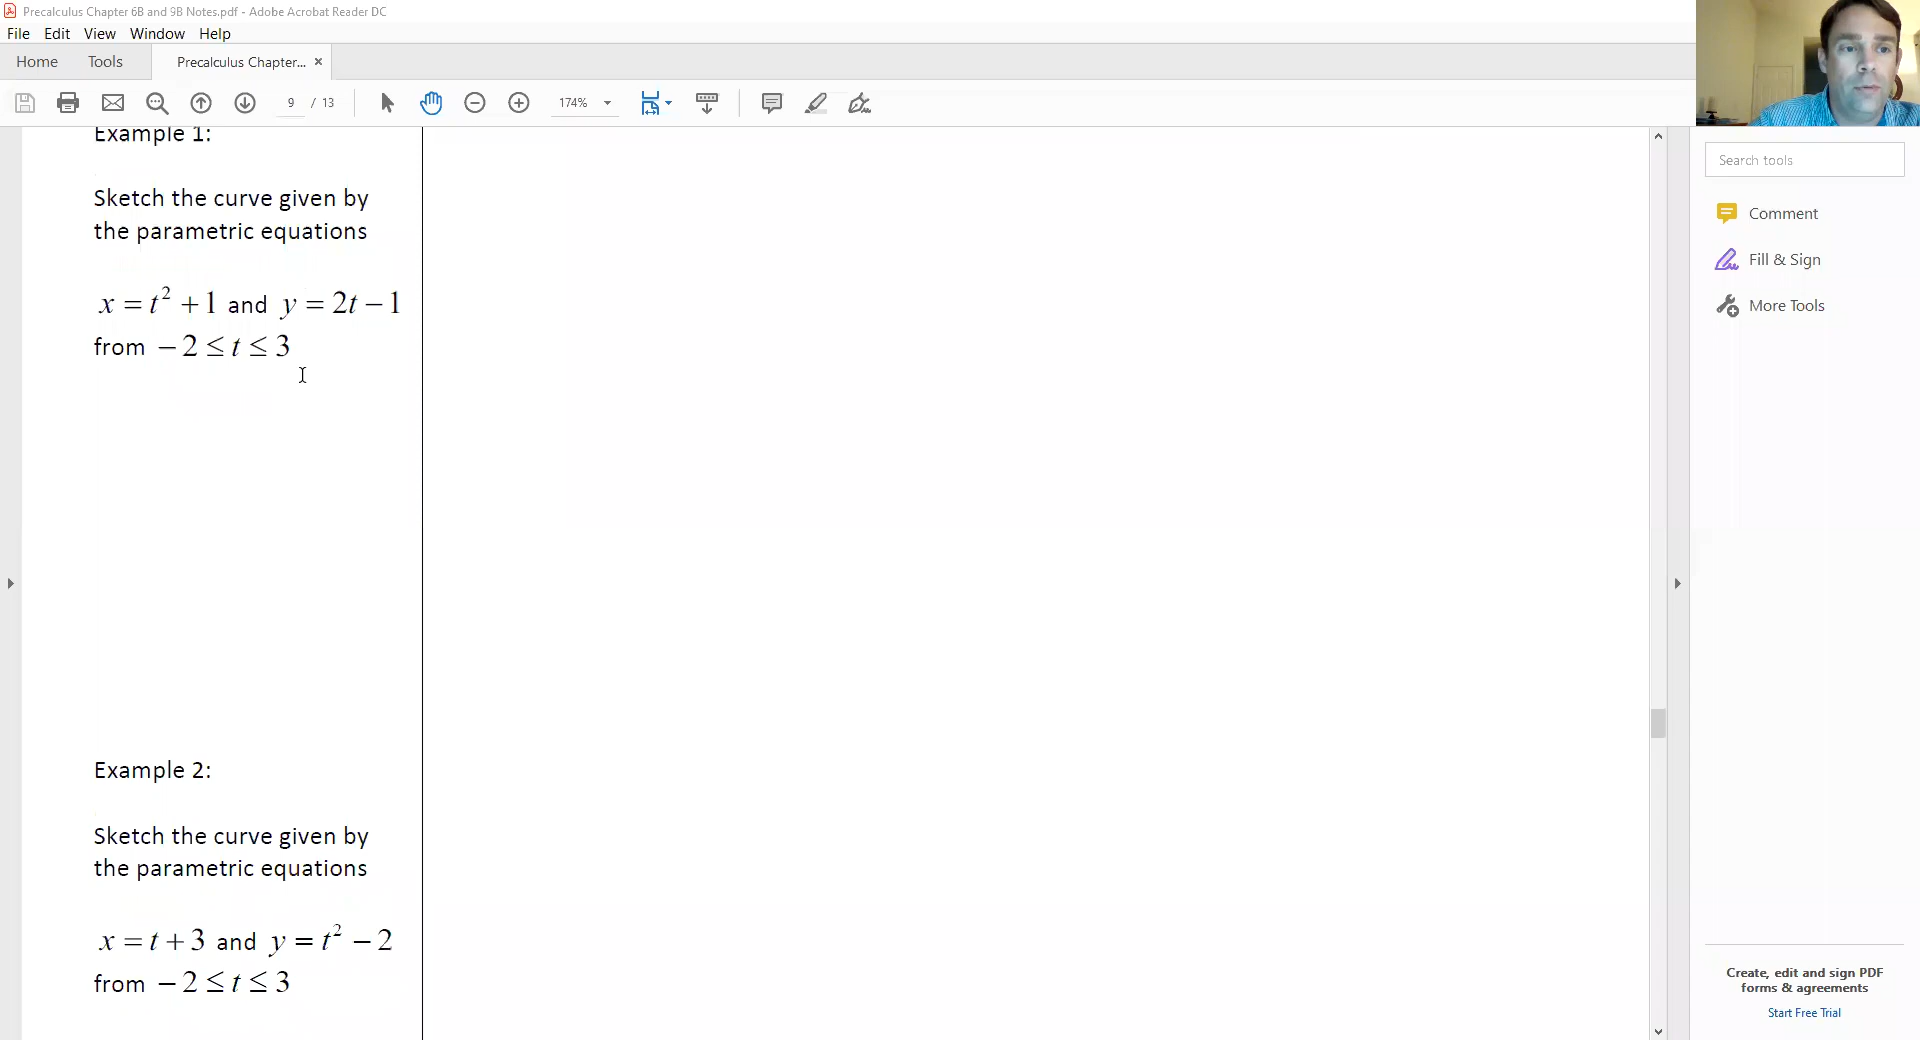 Precalculus Chapter 6B and 9B Notes.pdf - Adobe Acrobat Reader DC
File Edit View Window Help
Home Tools Precalculus Chapter... ×
9 / 13 174%
Example 1:
Sketch the curve given by
the parametric equations
x = t² + 1 and y = 2t − 1
from − 2 ≤ t ≤ 3
Example 2:
Sketch the curve given by
the parametric equations
x = t + 3 and y = t² − 2
from − 2 ≤ t ≤ 3
Search tools
Comment
Fill & Sign
More Tools
Create, edit and sign PDF
forms & agreements
Start Free Trial